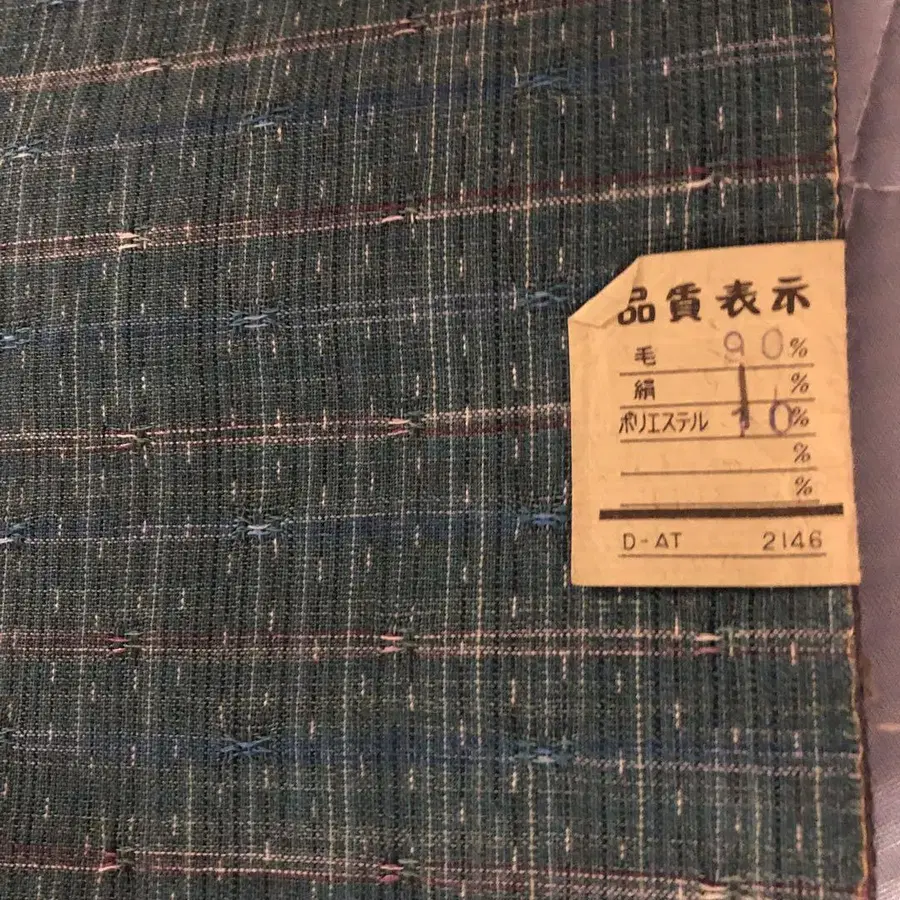 品質表示
毛 90%
絹 %
ポリエステル 10%
%
%
D-AT 2146